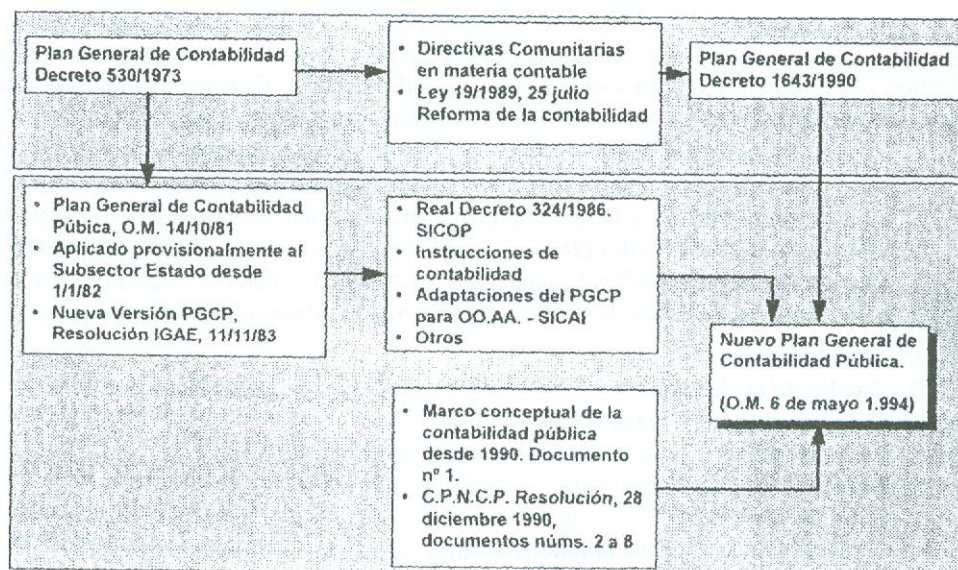 Plan General de Contabilidad
Decreto 530/1973
• Directivas Comunitarias
en matería contable
• Ley 19/1989, 25 julio
Reforma de la contabilidad
Plan General de Contabilidad
Decreto 1643/1990
• Plan General de Contabilidad
Púbica, O.M. 14/10/81
• Aplicado provisionalmente al
Subsector Estado desde
1/1/82
• Nueva Versión PGCP,
Resolución IGAE, 11/11/83
• Real Decreto 324/1986.
SICOP
• Instrucciones de
contabilidad
• Adaptaciones del PGCP
para OO.AA. - SICAI
• Otros
Nuevo Plan General de
Contabilidad Pública.
(O.M. 6 de mayo 1.994)
• Marco conceptual de la
contabilidad pública
desde 1990. Documento
nº 1.
• C.P.N.C.P. Resolución, 28
diciembre 1990,
documentos núms. 2 a 8